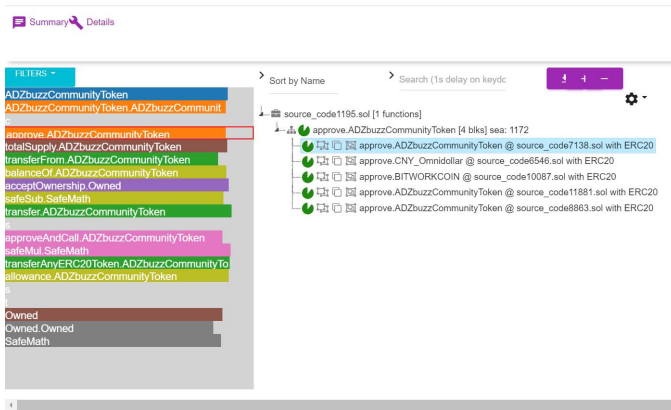 Summary Details
FILTERS
ADZbuzzCommunityToken
ADZbuzzCommunityToken.ADZbuzzCommunit
c
approve.ADZbuzzCommunityToken
totalSupply.ADZbuzzCommunityToken
transferFrom.ADZbuzzCommunityToken
balanceOf.ADZbuzzCommunityToken
acceptOwnership.Owned
safeSub.SafeMath
transfer.ADZbuzzCommunityToken
s
approveAndCall.ADZbuzzCommunityToken
safeMul.SafeMath
transferAnyERC20Token.ADZbuzzCommunityTo
allowance.ADZbuzzCommunityToken
s
t
Owned
Owned.Owned
SafeMath
Sort by Name
Search (1s delay on keydc
source_code1195.sol [1 functions]
approve.ADZbuzzCommunityToken [4 blks] sea: 1172
approve.ADZbuzzCommunityToken @ source_code7138.sol with ERC20
approve.CNY_Omnidollar @ source_code6546.sol with ERC20
approve.BITWORKCOIN @ source_code10087.sol with ERC20
approve.ADZbuzzCommunityToken @ source_code11881.sol with ERC20
approve.ADZbuzzCommunityToken @ source_code8863.sol with ERC20